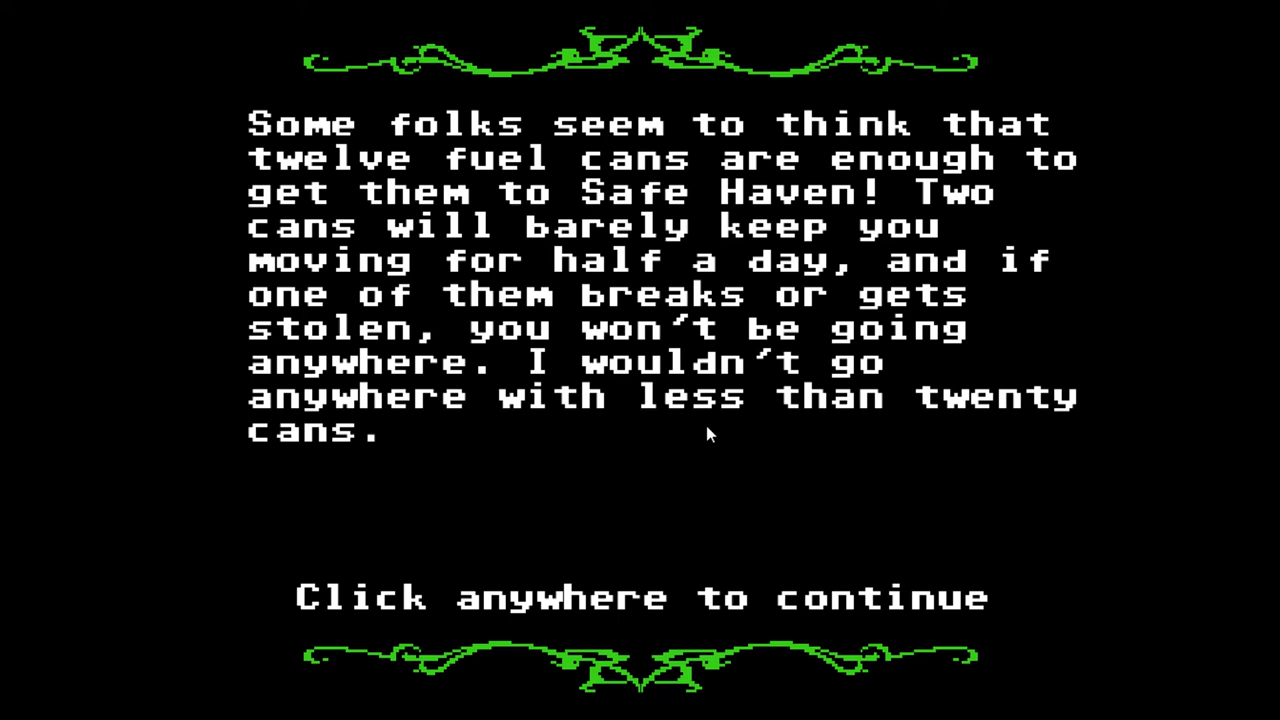 Some folks seem to think that
twelve fuel cans are enough to
get them to Safe Haven! Two
cans will barely keep you
moving for half a day, and if
one of them breaks or gets
stolen, you won't be going
anywhere. I wouldn't go
anywhere with less than twenty
cans.
Click anywhere to continue